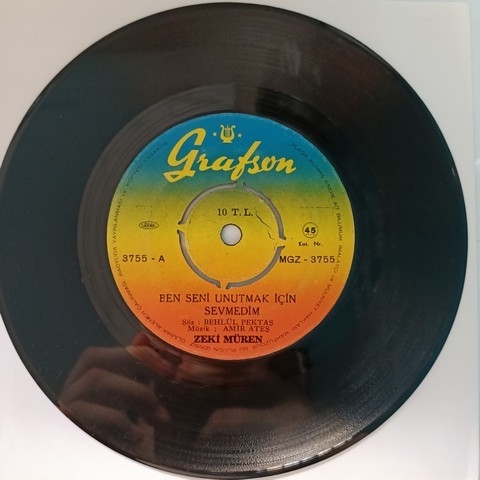 Grafson
10 T.L.
45
Kat. Nr.
3755 - A
MGZ - 3755
BEN SENİ UNUTMAK İÇİN
SEVMEDİM
Söz : BEHLÜL PEKTAŞ
Müzik : AMİR ATEŞ
ZEKİ MÜREN